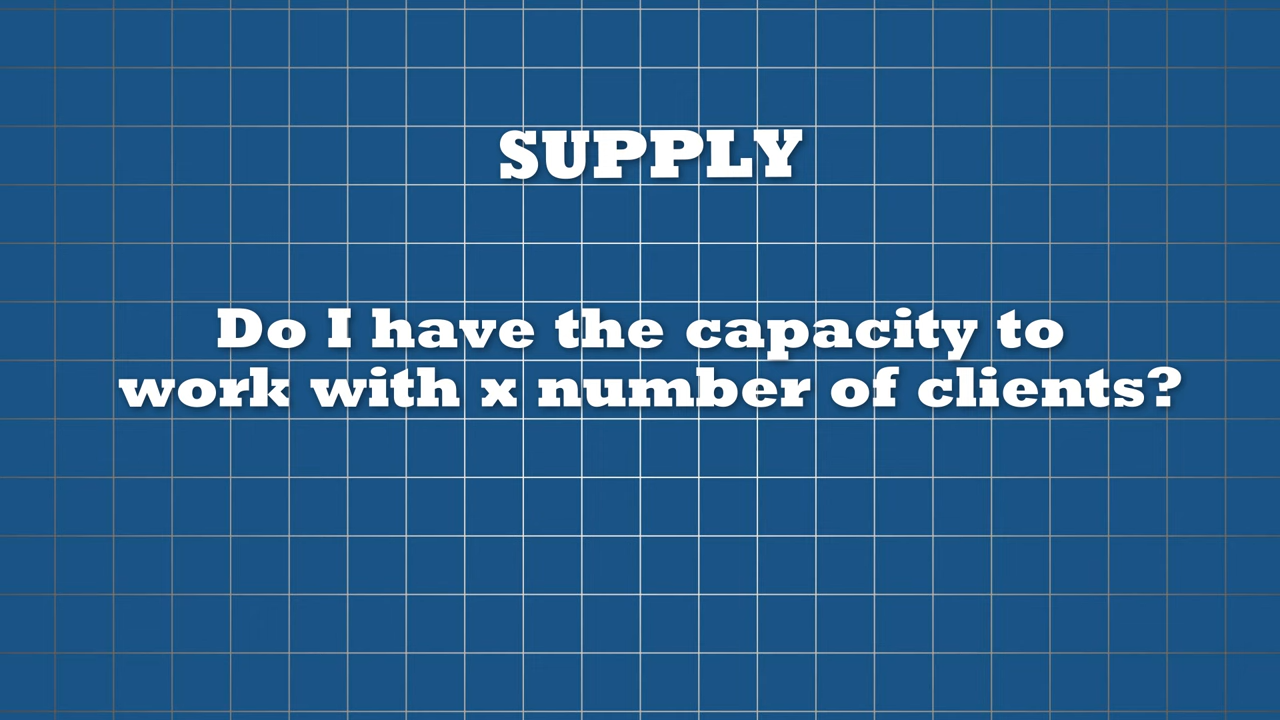 SUPPLY
Do I have the capacity to
work with x number of clients?